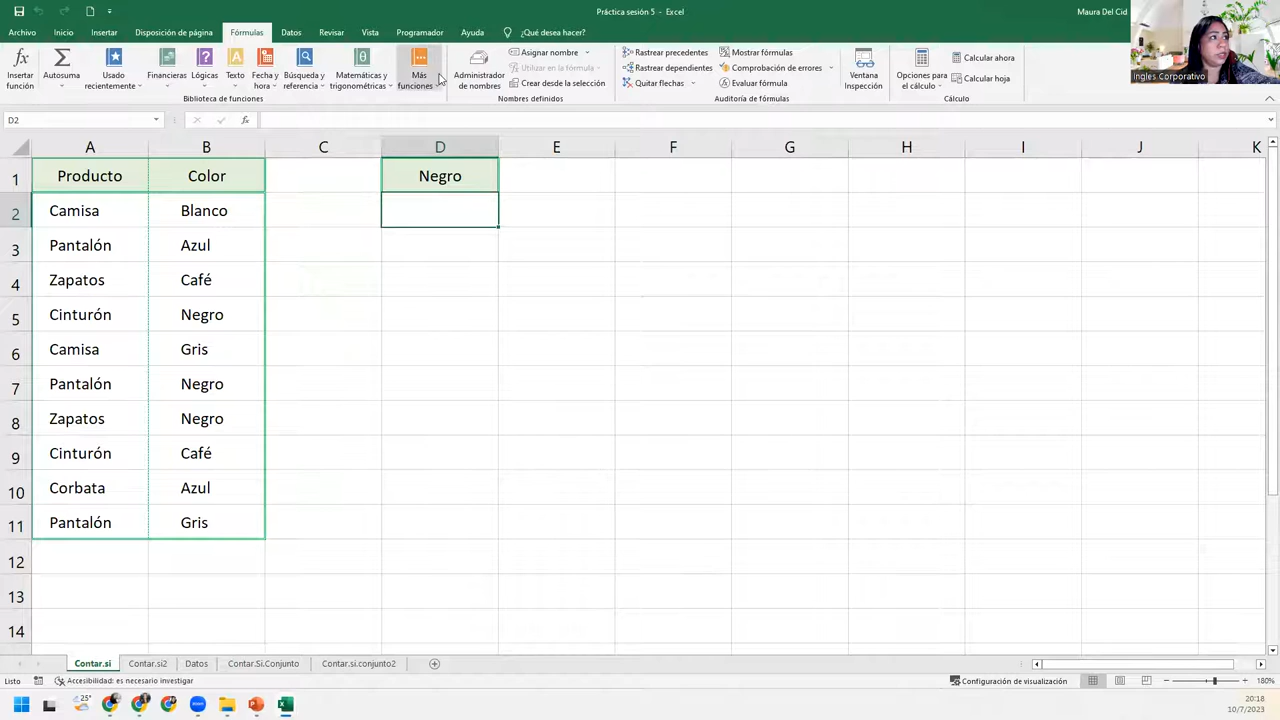 Práctica sesión 5 - Excel
Maura Del Cid
Archivo Inicio Insertar Disposición de página Fórmulas Datos Revisar Vista Programador Ayuda ¿Qué desea hacer?
Insertar función
Autosuma
Usado recientemente
Financieras
Lógicas
Texto
Fecha y hora
Búsqueda y referencia
Matemáticas y trigonométricas
Más funciones
Biblioteca de funciones
Administrador de nombres
Asignar nombre
Utilizar en la fórmula
Crear desde la selección
Nombres definidos
Rastrear precedentes
Rastrear dependientes
Quitar flechas
Mostrar fórmulas
Comprobación de errores
Evaluar fórmula
Auditoría de fórmulas
Ventana Inspección
Opciones para el cálculo
Calcular ahora
Calcular hoja
Cálculo
Ingles Corporativo
D2 fx
A B C D E F G H I J K
1 Producto Color Negro
2 Camisa Blanco
3 Pantalón Azul
4 Zapatos Café
5 Cinturón Negro
6 Camisa Gris
7 Pantalón Negro
8 Zapatos Negro
9 Cinturón Café
10 Corbata Azul
11 Pantalón Gris
12
13
14
Contar.si Contar.si2 Datos Contar.Si.Conjunto Contar.si.conjunto2
Listo Accesibilidad: es necesario investigar Configuración de visualización 180%
25°
zoom
20:18
10/7/2023